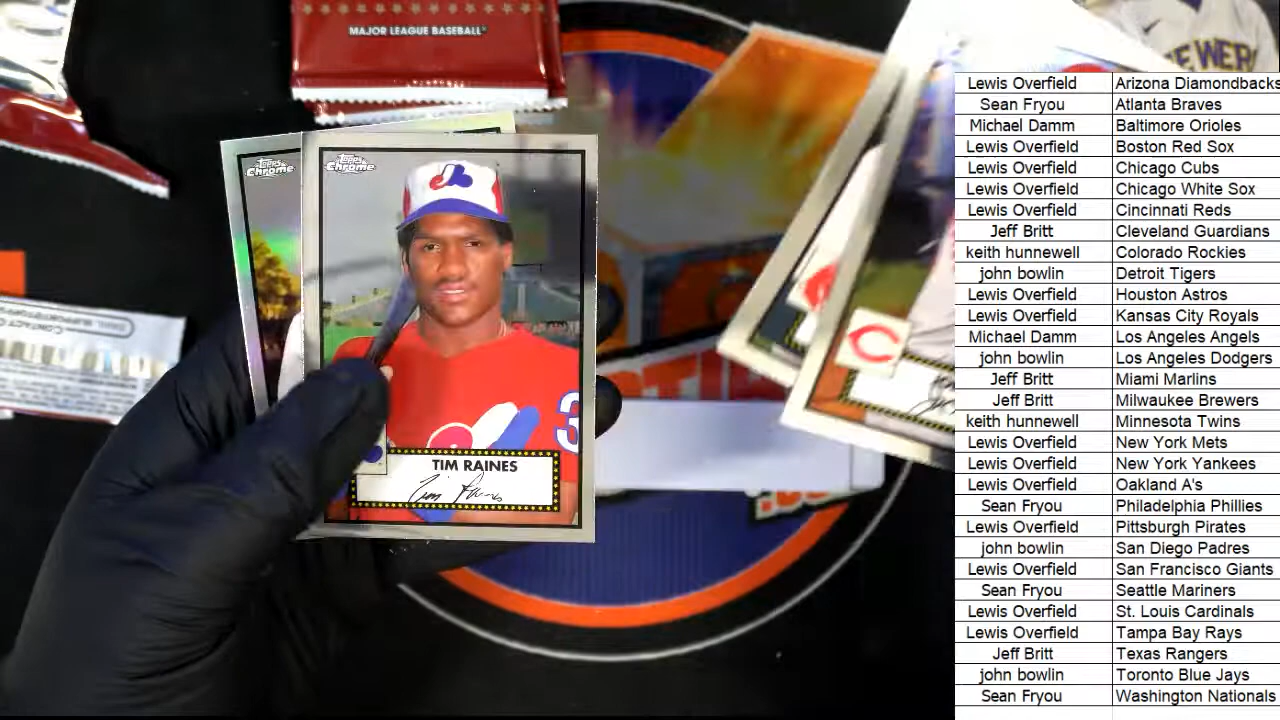 MAJOR LEAGUE BASEBALL
EWERS
Topps Chrome
Topps Chrome
TIM RAINES
Tim Raines
3
C
Lewis Overfield Arizona Diamondbacks
Sean Fryou Atlanta Braves
Michael Damm Baltimore Orioles
Lewis Overfield Boston Red Sox
Lewis Overfield Chicago Cubs
Lewis Overfield Chicago White Sox
Lewis Overfield Cincinnati Reds
Jeff Britt Cleveland Guardians
keith hunnewell Colorado Rockies
john bowlin Detroit Tigers
Lewis Overfield Houston Astros
Lewis Overfield Kansas City Royals
Michael Damm Los Angeles Angels
john bowlin Los Angeles Dodgers
Jeff Britt Miami Marlins
Jeff Britt Milwaukee Brewers
keith hunnewell Minnesota Twins
Lewis Overfield New York Mets
Lewis Overfield New York Yankees
Lewis Overfield Oakland A's
Sean Fryou Philadelphia Phillies
Lewis Overfield Pittsburgh Pirates
john bowlin San Diego Padres
Lewis Overfield San Francisco Giants
Sean Fryou Seattle Mariners
Lewis Overfield St. Louis Cardinals
Lewis Overfield Tampa Bay Rays
Jeff Britt Texas Rangers
john bowlin Toronto Blue Jays
Sean Fryou Washington Nationals